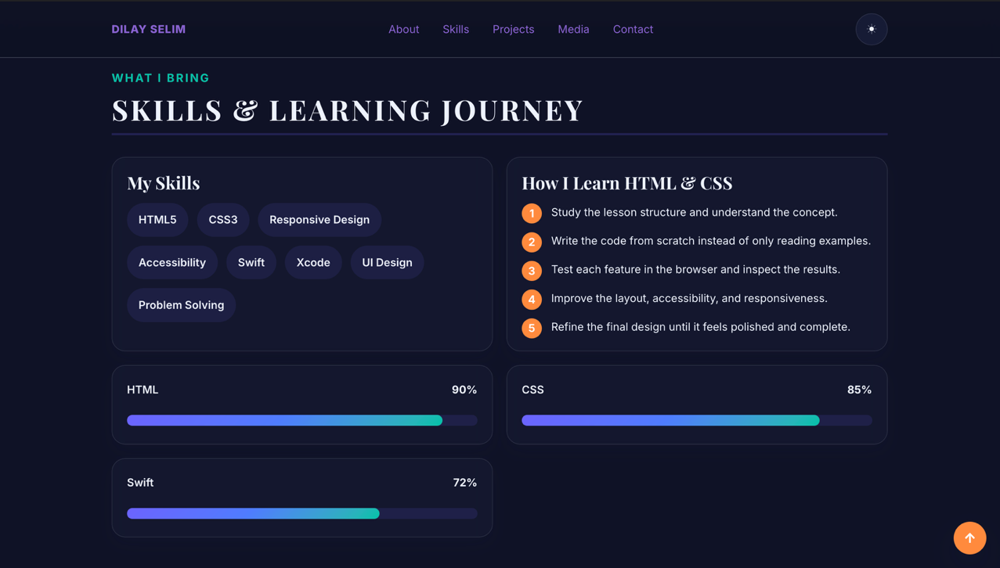 DILAY SELIM
About Skills Projects Media Contact
WHAT I BRING
SKILLS & LEARNING JOURNEY
My Skills
HTML5 CSS3 Responsive Design
Accessibility Swift Xcode UI Design
Problem Solving
How I Learn HTML & CSS
1 Study the lesson structure and understand the concept.
2 Write the code from scratch instead of only reading examples.
3 Test each feature in the browser and inspect the results.
4 Improve the layout, accessibility, and responsiveness.
5 Refine the final design until it feels polished and complete.
HTML 90%
CSS 85%
Swift 72%